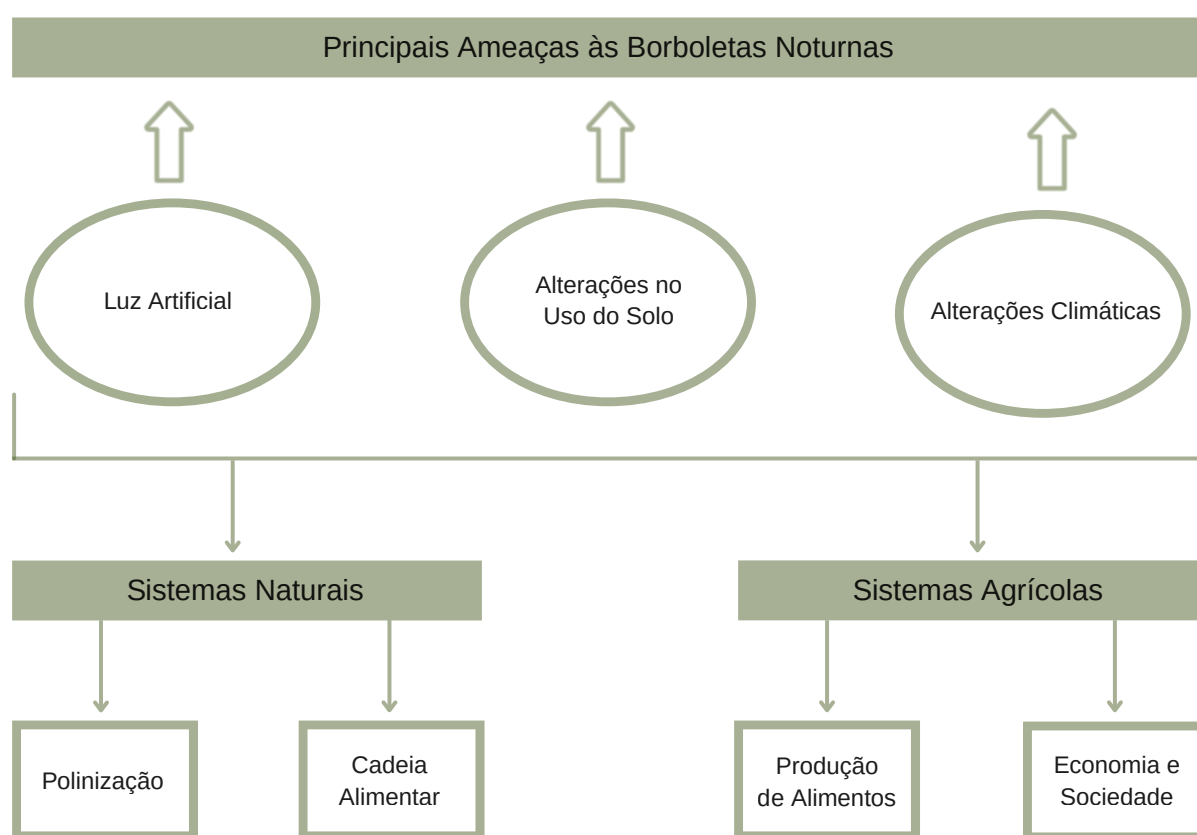 Principais Ameaças às Borboletas Noturnas
Luz Artificial
Alterações no
Uso do Solo
Alterações Climáticas
Sistemas Naturais
Sistemas Agrícolas
Polinização
Cadeia
Alimentar
Produção
de Alimentos
Economia e
Sociedade